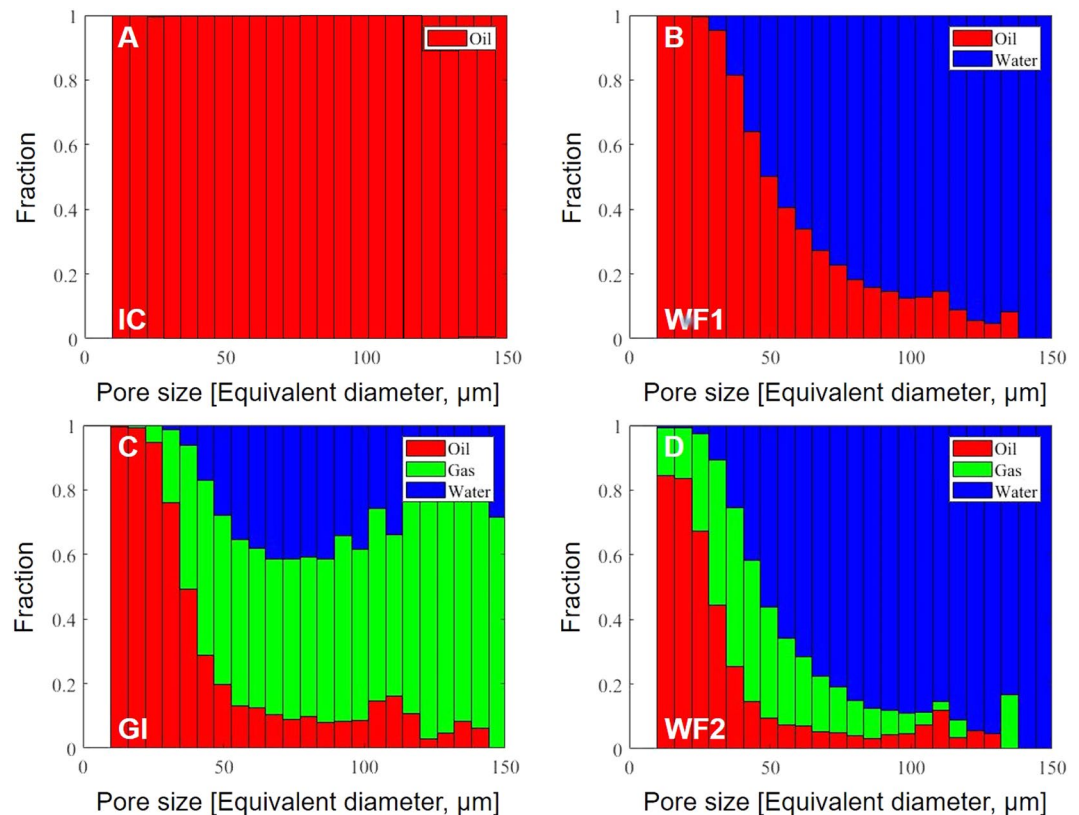 A
Oil
IC
Fraction
0
0.2
0.4
0.6
0.8
1
0
50
100
150
Pore size [Equivalent diameter, µm]
B
Oil
Water
WF1
Fraction
0
0.2
0.4
0.6
0.8
1
0
50
100
150
Pore size [Equivalent diameter, µm]
C
Oil
Gas
Water
GI
Fraction
0
0.2
0.4
0.6
0.8
1
0
50
100
150
Pore size [Equivalent diameter, µm]
D
Oil
Gas
Water
WF2
Fraction
0
0.2
0.4
0.6
0.8
1
0
50
100
150
Pore size [Equivalent diameter, µm]